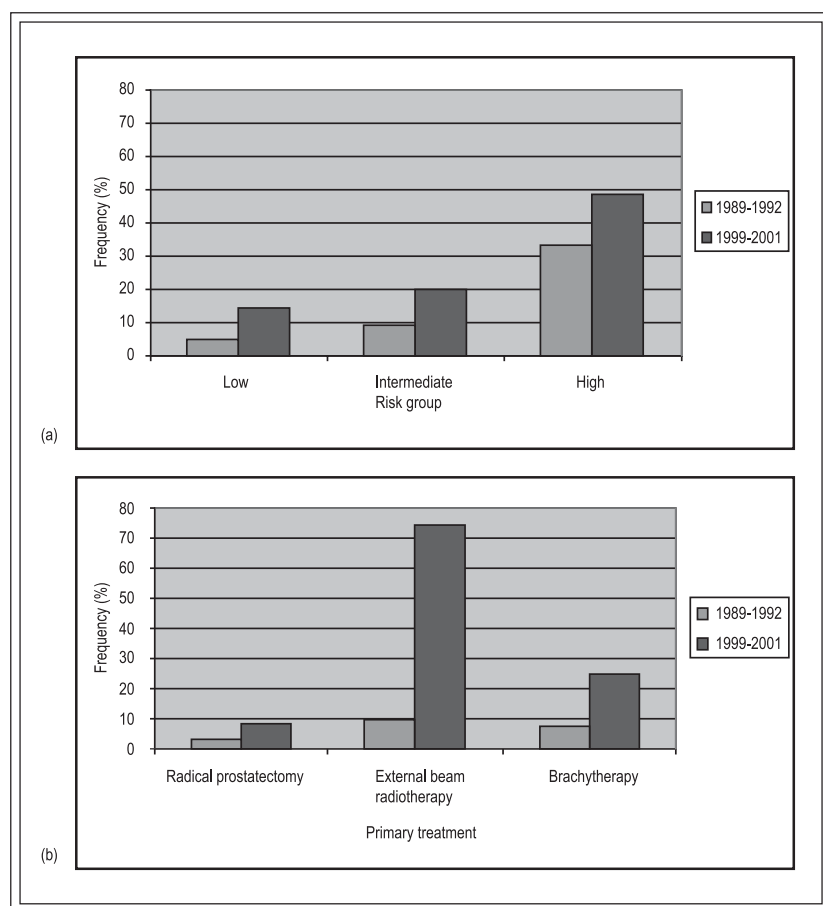 80
70
60
50
40
30
20
10
0
Frequency (%)
Low
Intermediate
High
Risk group
1989-1992
1999-2001
(a)
80
70
60
50
40
30
20
10
0
Frequency (%)
Radical prostatectomy
External beam
radiotherapy
Brachytherapy
Primary treatment
1989-1992
1999-2001
(b)